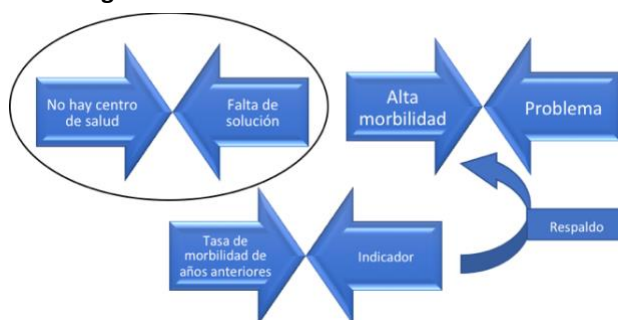 No hay centro
de salud
Falta de
solución
Alta
morbilidad
Problema
Tasa de
morbilidad de
años anteriores
Indicador
Respaldo